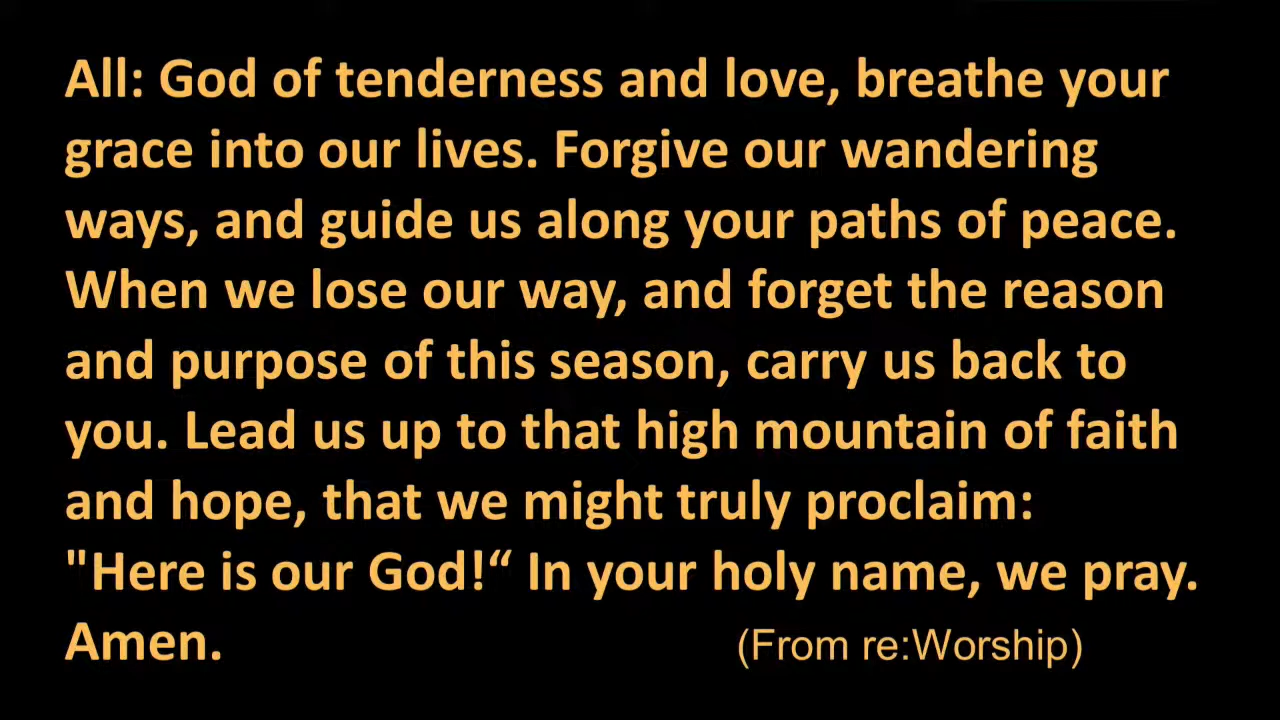 All: God of tenderness and love, breathe your
grace into our lives. Forgive our wandering
ways, and guide us along your paths of peace.
When we lose our way, and forget the reason
and purpose of this season, carry us back to
you. Lead us up to that high mountain of faith
and hope, that we might truly proclaim:
"Here is our God!“ In your holy name, we pray.
Amen. (From re:Worship)